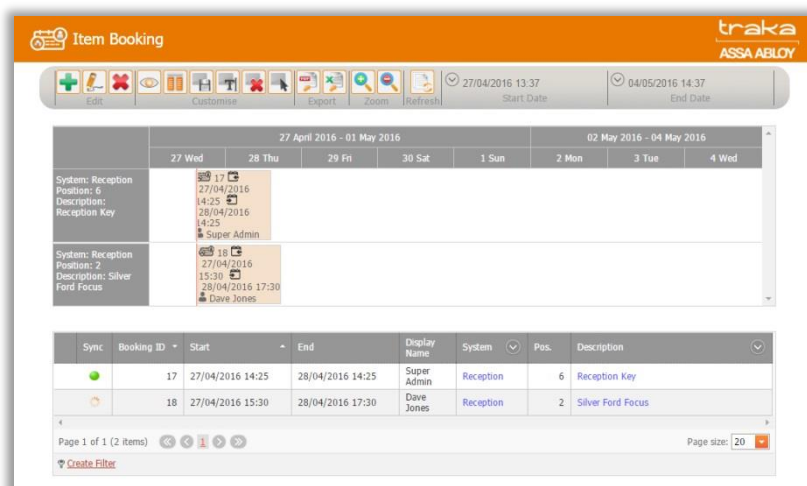 Item Booking
traka
ASSA ABLOY
Edit Customise Export Zoom Refresh
27/04/2016 13:37
Start Date
04/05/2016 14:37
End Date
27 April 2016 - 01 May 2016 02 May 2016 - 04 May 2016
27 Wed 28 Thu 29 Fri 30 Sat 1 Sun 2 Mon 3 Tue 4 Wed
System: Reception
Position: 6
Description:
Reception Key
17
27/04/2016
14:25
28/04/2016
14:25
Super Admin
System: Reception
Position: 2
Description: Silver
Ford Focus
18
27/04/2016
15:30
28/04/2016 17:30
Dave Jones
Sync Booking ID Start End Display Name System Pos. Description
17 27/04/2016 14:25 28/04/2016 14:25 Super Admin Reception 6 Reception Key
18 27/04/2016 15:30 28/04/2016 17:30 Dave Jones Reception 2 Silver Ford Focus
Page 1 of 1 (2 items) 1 Page size: 20
Create Filter